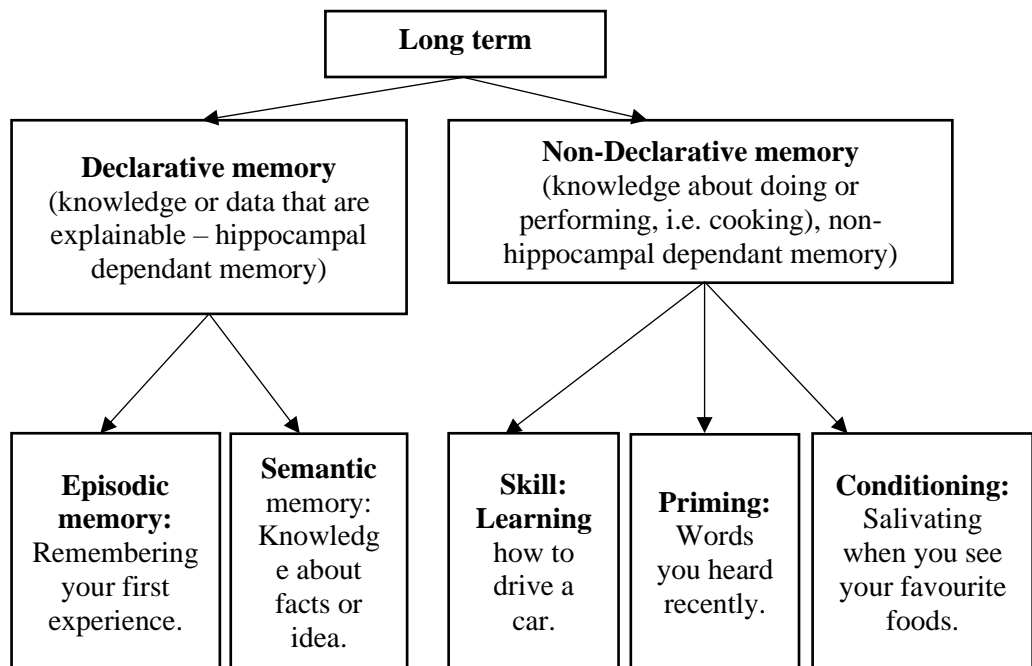 Long term
Declarative memory
(knowledge or data that are
explainable – hippocampal
dependant memory)
Non-Declarative memory
(knowledge about doing or
performing, i.e. cooking), non-
hippocampal dependant memory)
Episodic
memory:
Remembering
your first
experience.
Semantic
memory:
Knowledg
e about
facts or
idea.
Skill:
Learning
how to
drive a
car.
Priming:
Words
you heard
recently.
Conditioning:
Salivating
when you see
your favourite
foods.